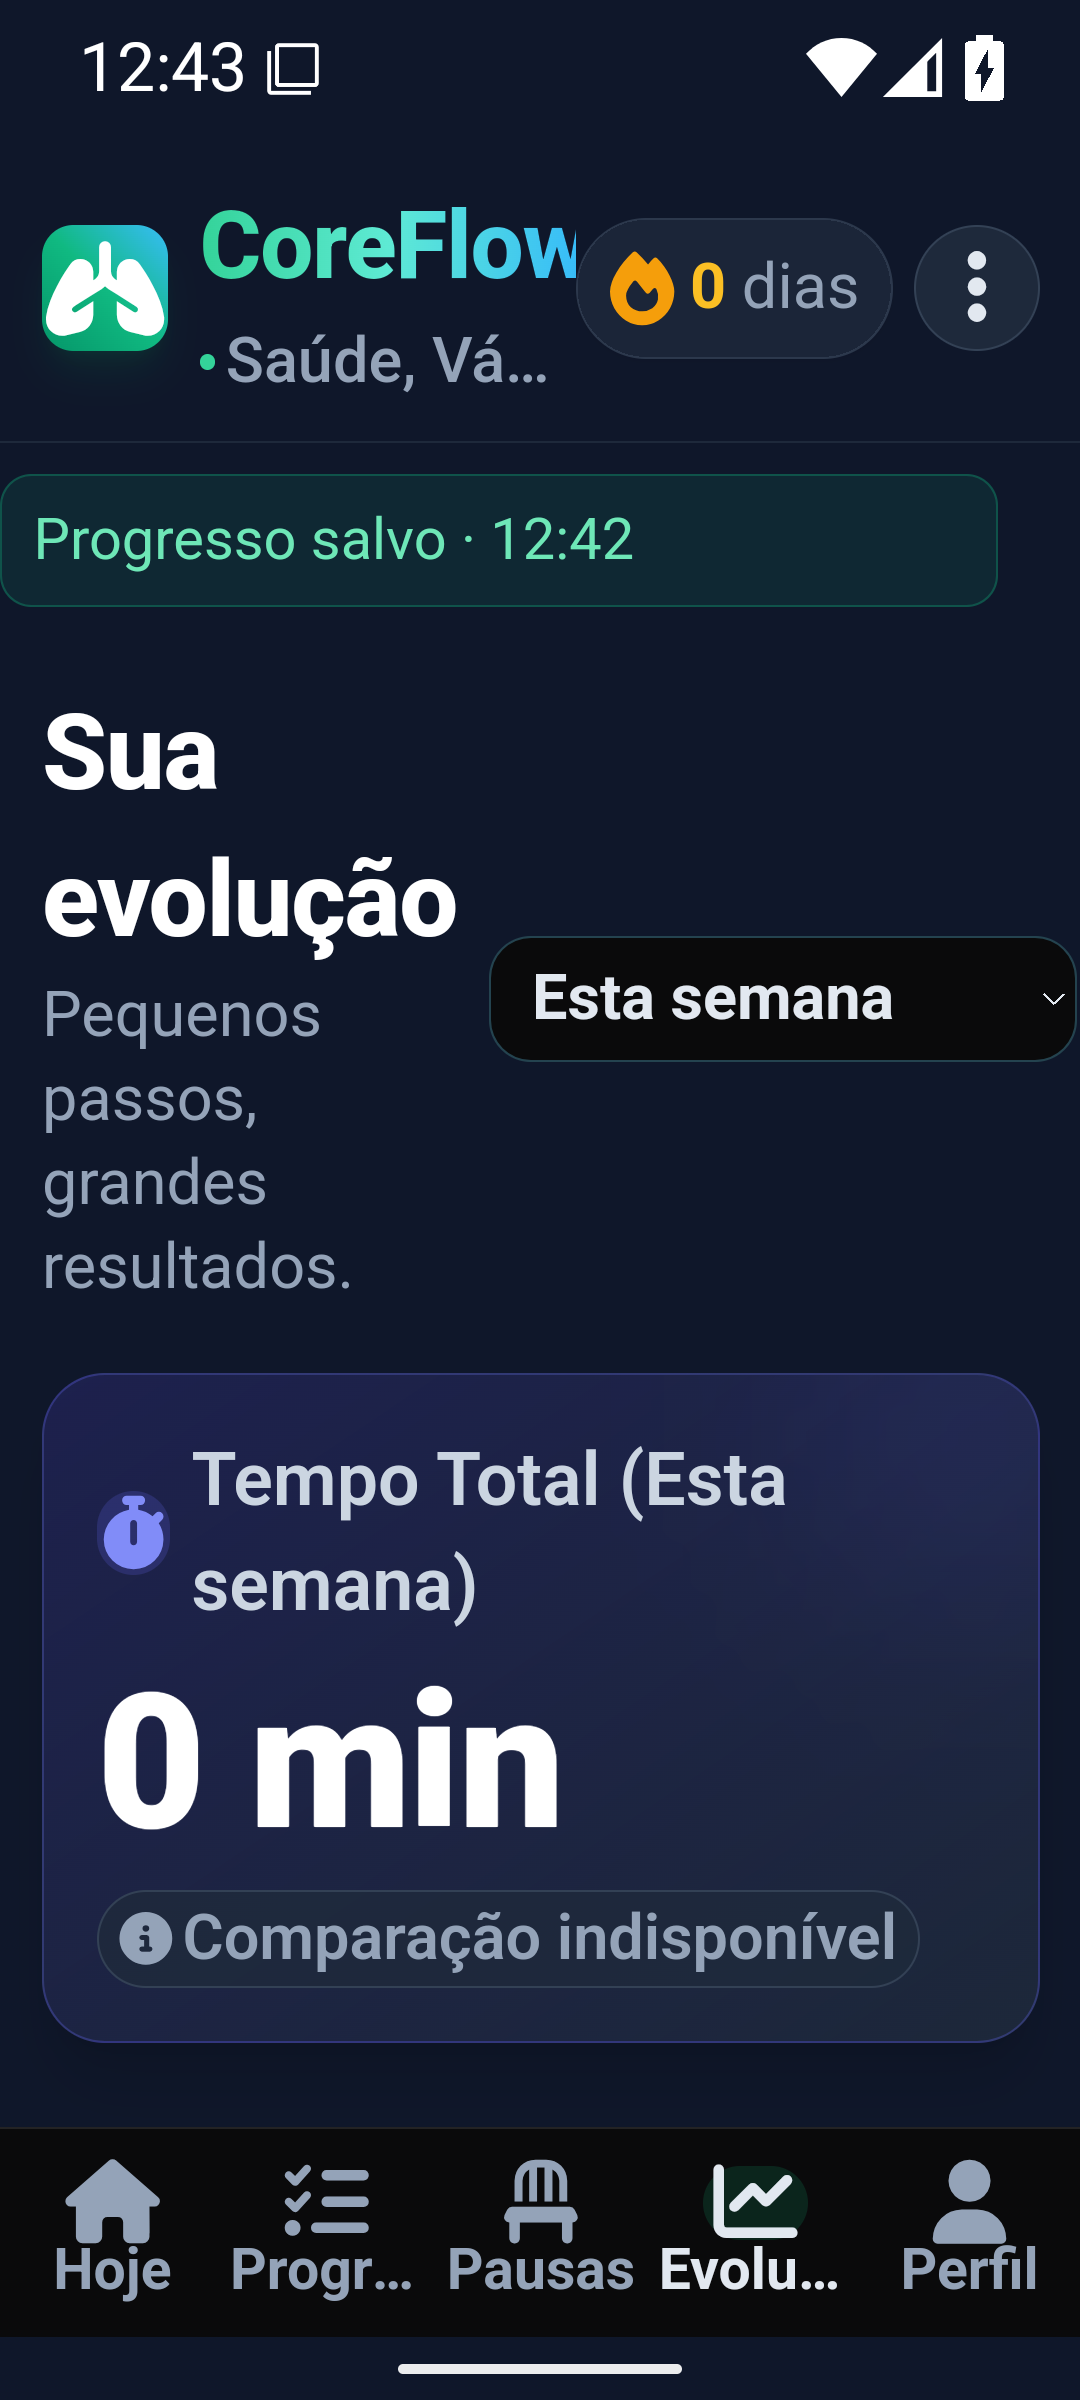 12:43
CoreFlow
0 dias
Saúde, Vá...
Progresso salvo · 12:42
Sua
evolução
Pequenos
passos,
grandes
resultados.
Esta semana
Tempo Total (Esta
semana)
0 min
Comparação indisponível
Hoje
Progr...
Pausas
Evolu...
Perfil